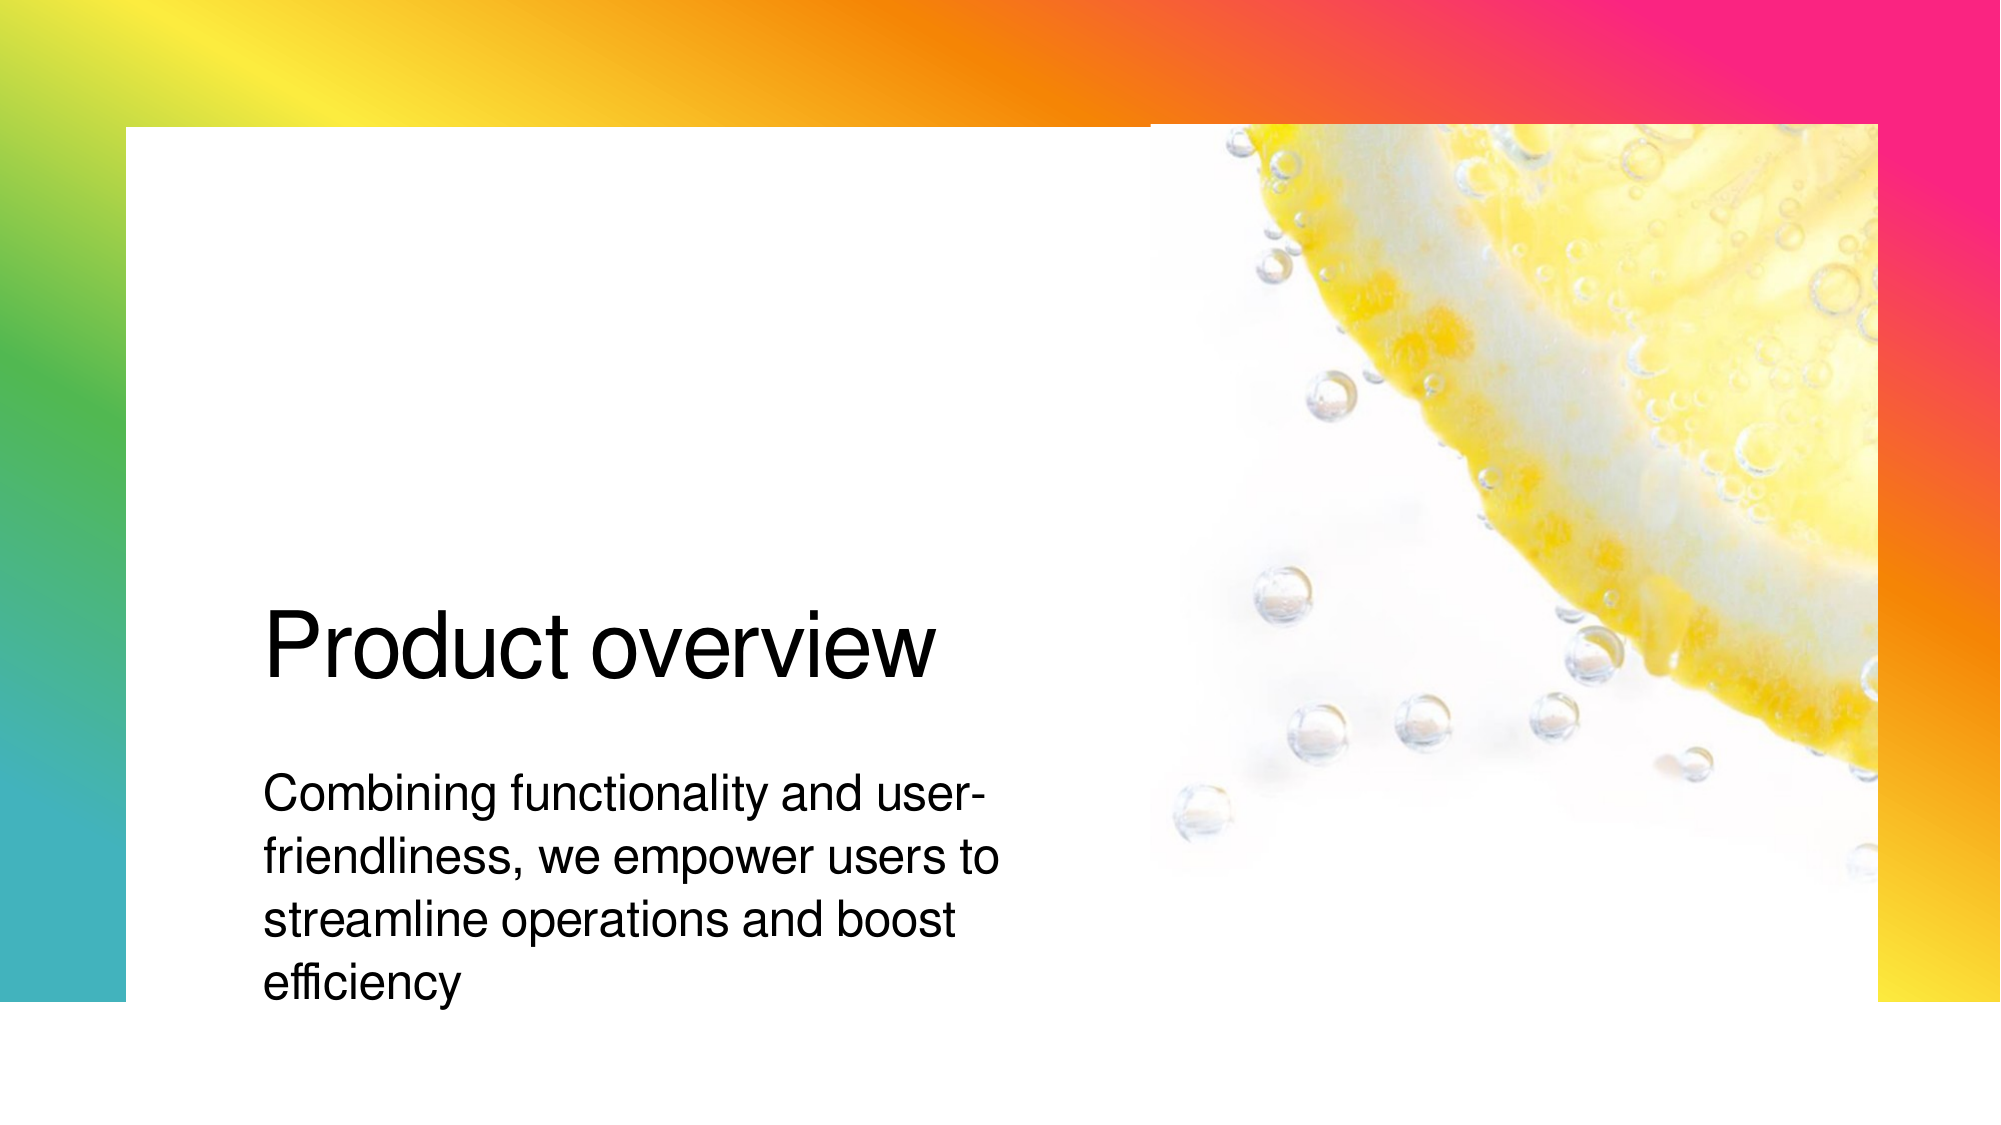 Product overview
Combining functionality and user-
friendliness, we empower users to
streamline operations and boost
efficiency